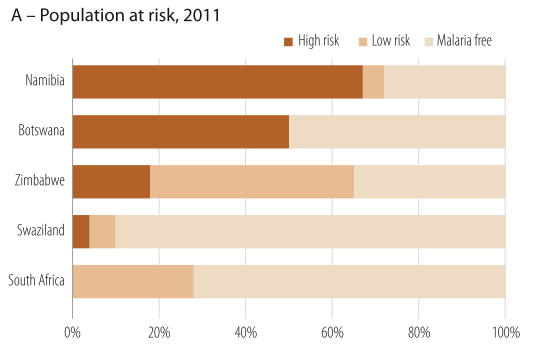 A – Population at risk, 2011
High risk Low risk Malaria free
Namibia
Botswana
Zimbabwe
Swaziland
South Africa
0% 20% 40% 60% 80% 100%